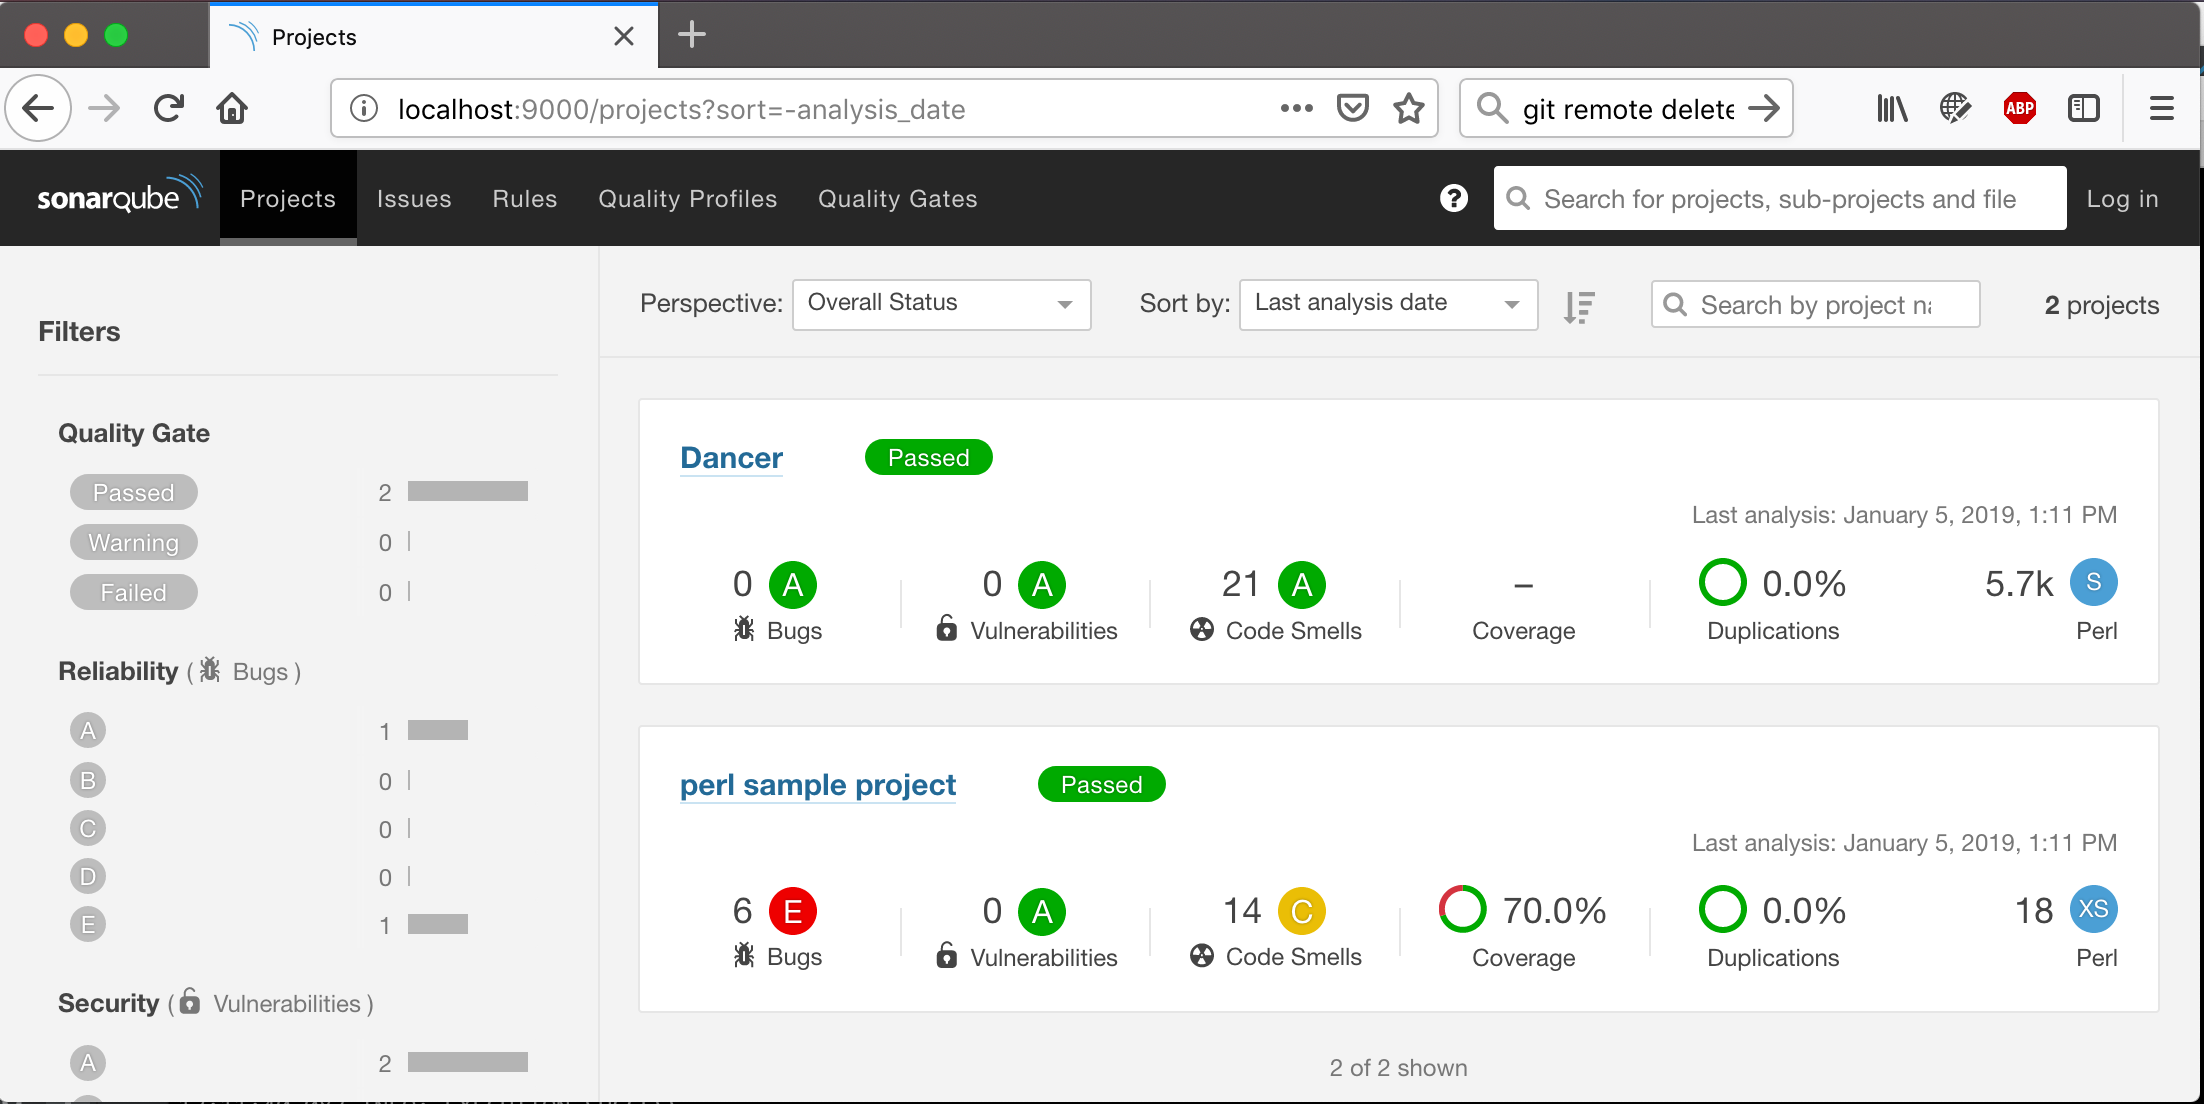 Projects
localhost:9000/projects?sort=-analysis_date
git remote delete
ABP
sonarqube Projects Issues Rules Quality Profiles Quality Gates
? Search for projects, sub-projects and file Log in
Perspective: Overall Status Sort by: Last analysis date Search by project na 2 projects
Filters
Quality Gate
Passed 2
Warning 0
Failed 0
Reliability ( Bugs )
A 1
B 0
C 0
D 0
E 1
Security ( Vulnerabilities )
A 2
Dancer Passed
Last analysis: January 5, 2019, 1:11 PM
0 A 0 A 21 A – 0.0% 5.7k S
Bugs Vulnerabilities Code Smells Coverage Duplications Perl
perl sample project Passed
Last analysis: January 5, 2019, 1:11 PM
6 E 0 A 14 C 70.0% 0.0% 18 XS
Bugs Vulnerabilities Code Smells Coverage Duplications Perl
2 of 2 shown